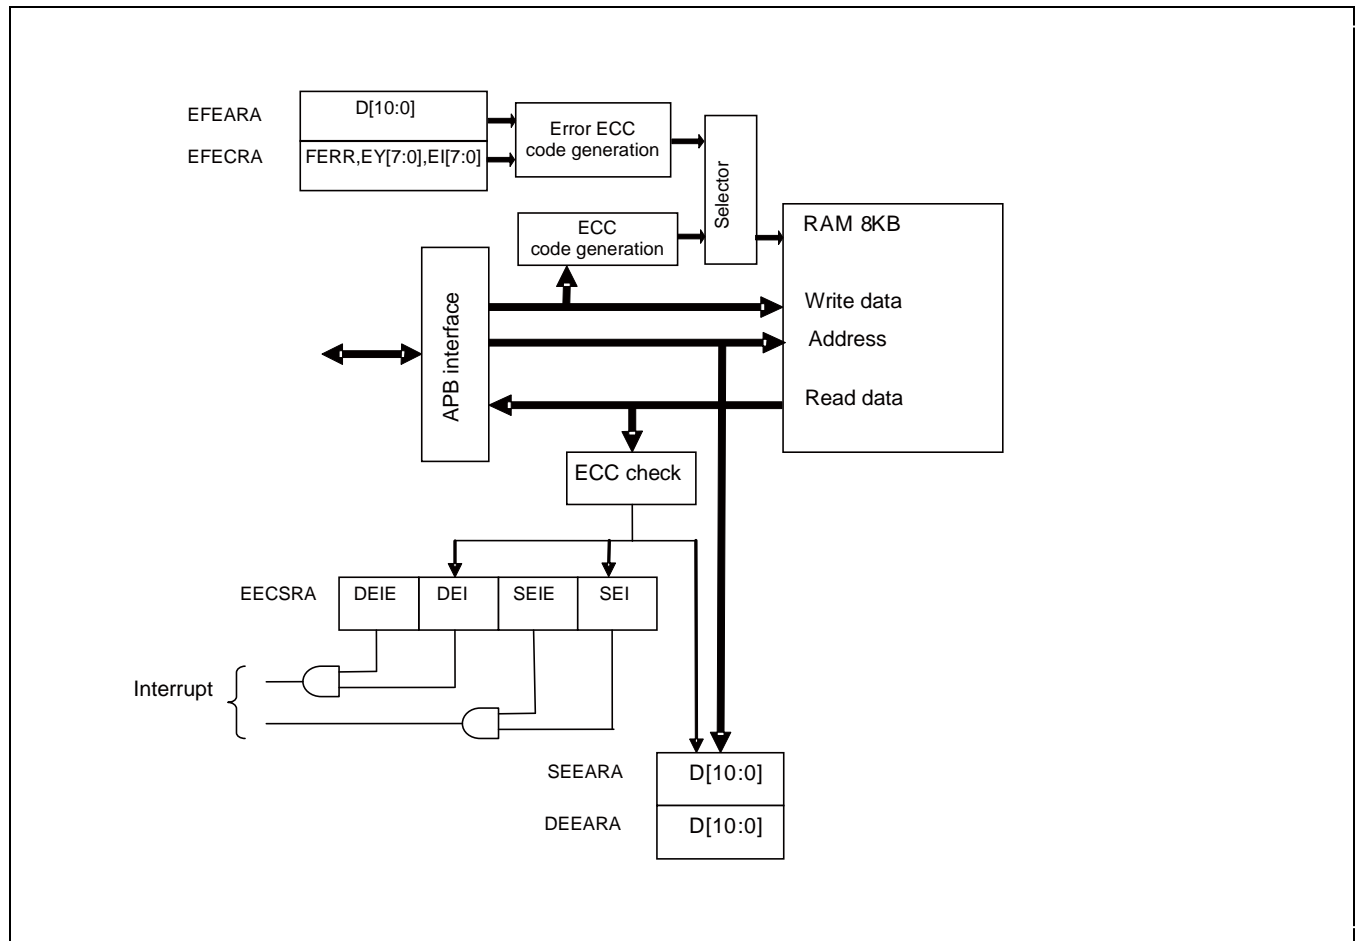 EFEARA
D[10:0]
EFECRA
FERR,EY[7:0],EI[7:0]
Error ECC
code generation
Selector
ECC
code generation
RAM 8KB
Write data
Address
Read data
APB interface
ECC check
EECSRA
DEIE
DEI
SEIE
SEI
Interrupt
SEEARA
D[10:0]
DEEARA
D[10:0]